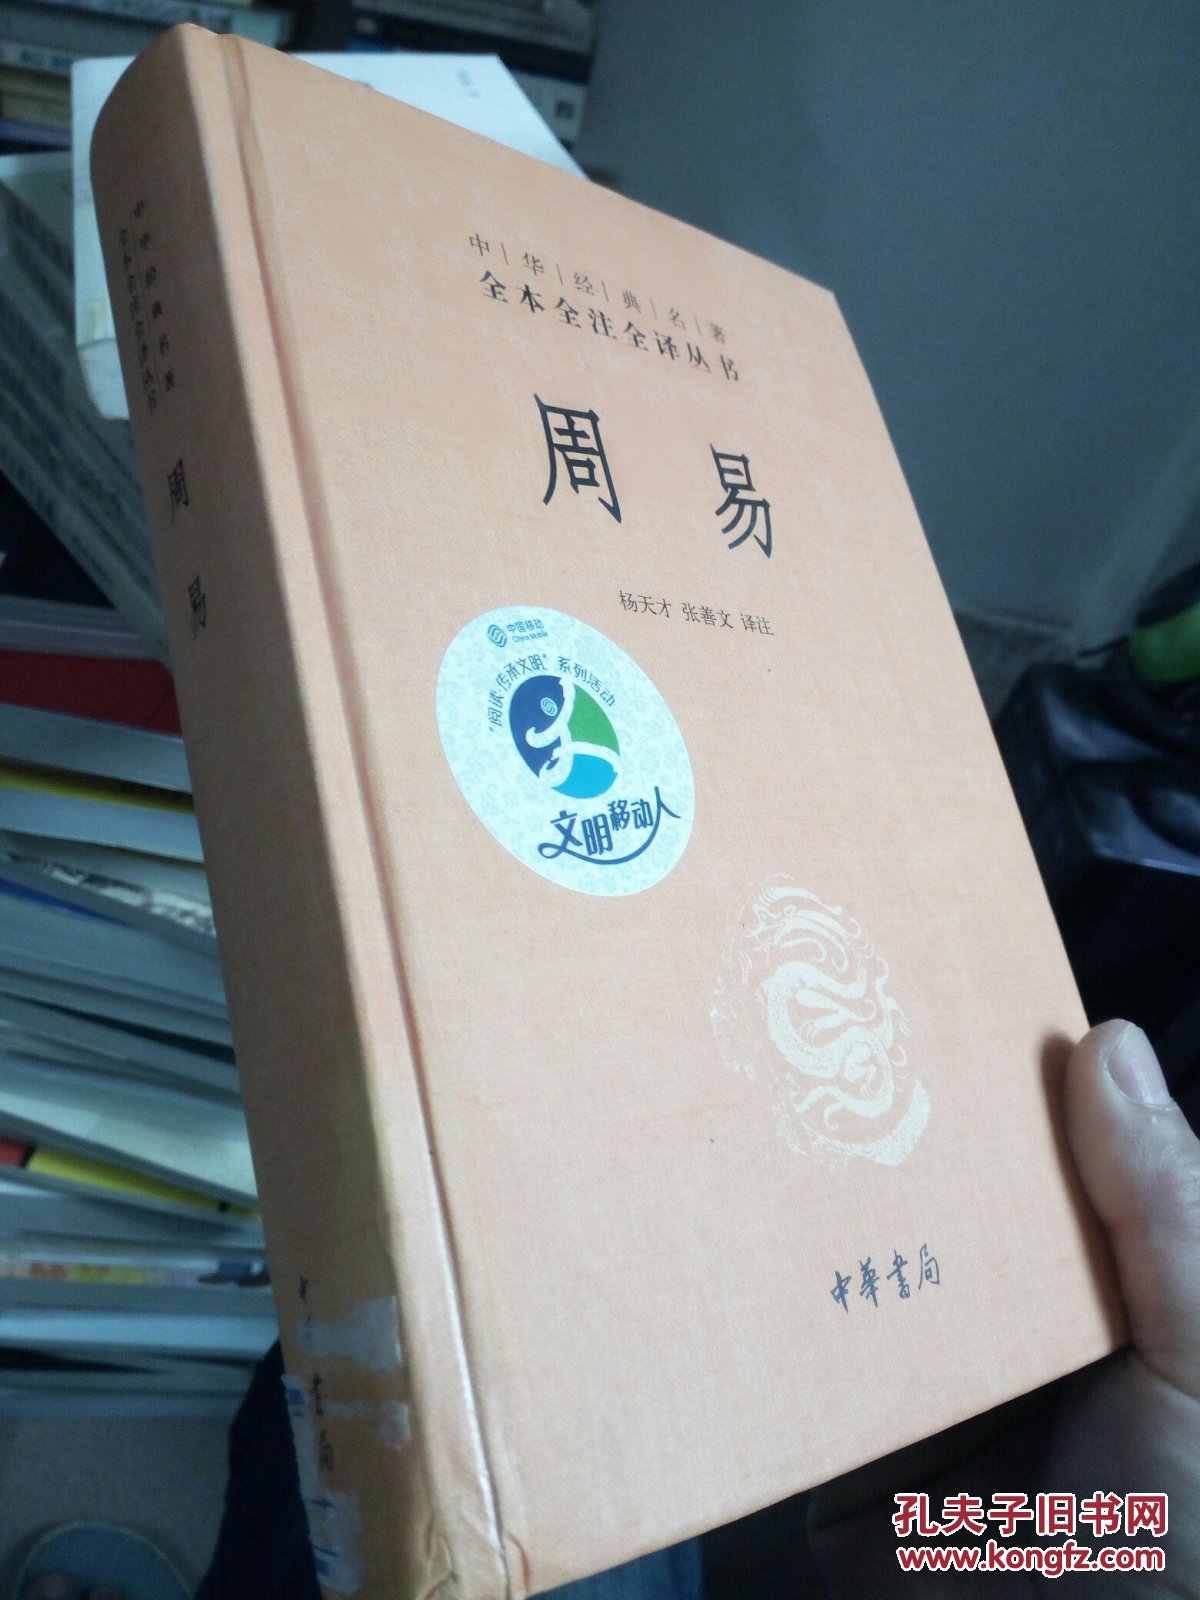 中华经典名著
全本全注全译丛书
周易
杨天才 张善文 译注
中国移动
China Mobile
“阅读·传承文明”系列活动
文明移动人
中華書局
中华经典名著
全本全注全译丛书
周易
中
書局
孔夫子旧书网
www.kongfz.com